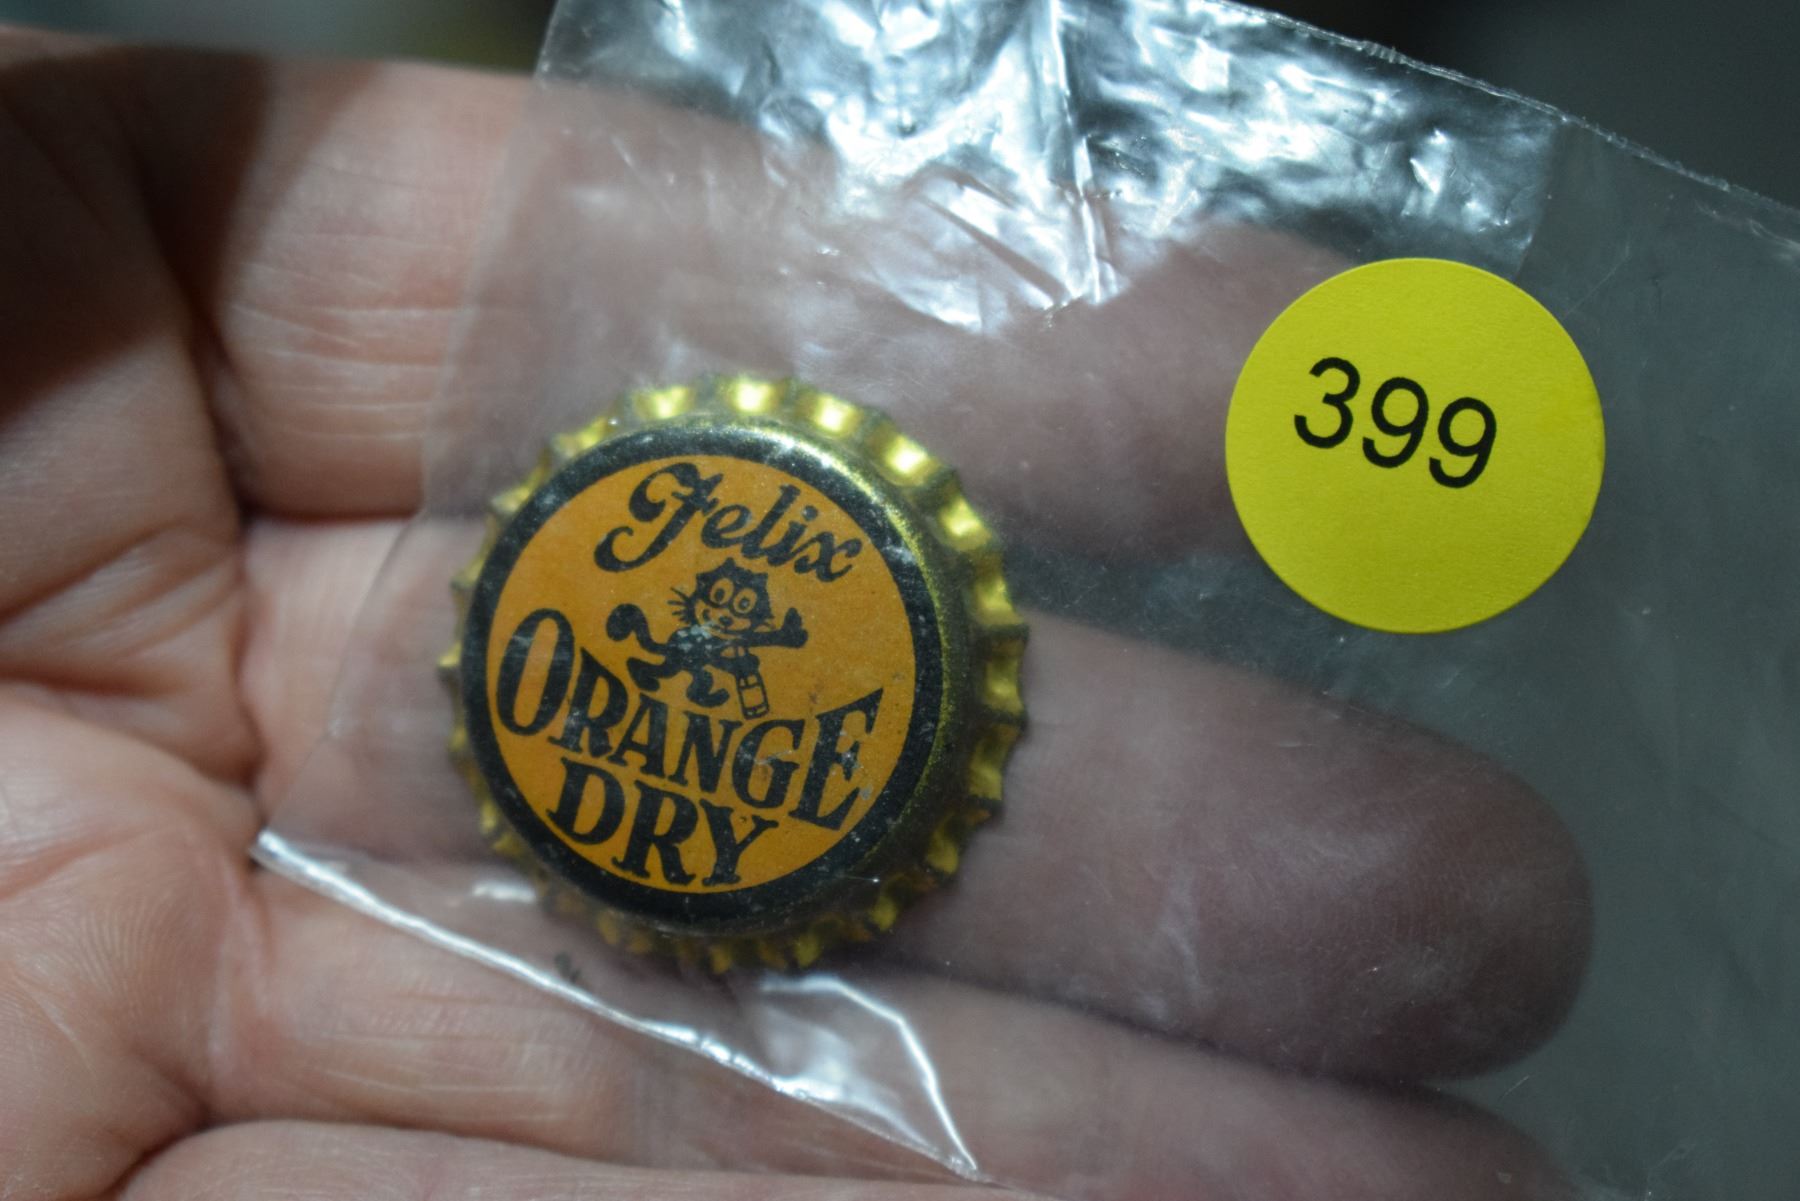 Felix
ORANGE
DRY
399